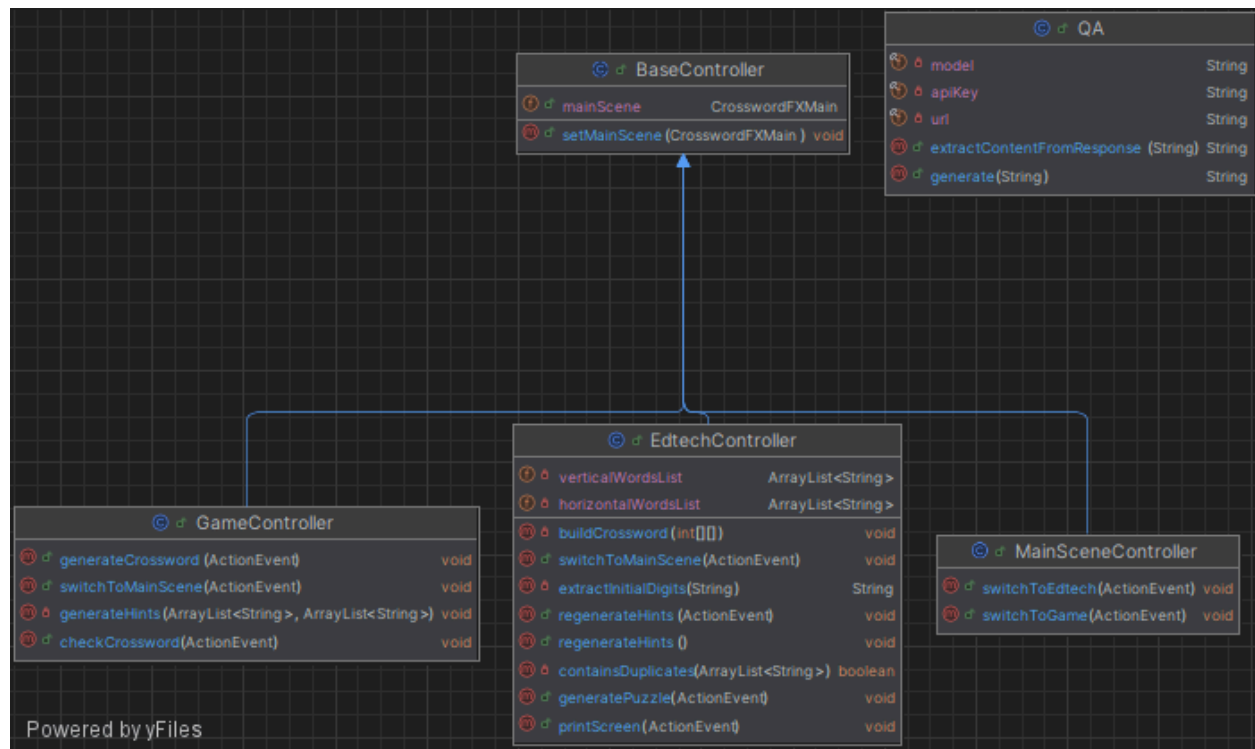 QA
model String
apiKey String
url String
extractContentFromResponse (String) String
generate(String) String
BaseController
mainScene CrosswordFXMain
setMainScene(CrosswordFXMain ) void
GameController
generateCrossword (ActionEvent) void
switchToMainScene(ActionEvent) void
generateHints(ArrayList<String>, ArrayList<String>) void
checkCrossword(ActionEvent) void
EdtechController
verticalWordsList ArrayList<String>
horizontalWordsList ArrayList<String>
buildCrossword(int[][]) void
switchToMainScene(ActionEvent) void
extractInitialDigits(String) String
regenerateHints (ActionEvent) void
regenerateHints () void
containsDuplicates(ArrayList<String>) boolean
generatePuzzle(ActionEvent) void
printScreen(ActionEvent) void
MainSceneController
switchToEdtech(ActionEvent) void
switchToGame(ActionEvent) void
Powered by yFiles